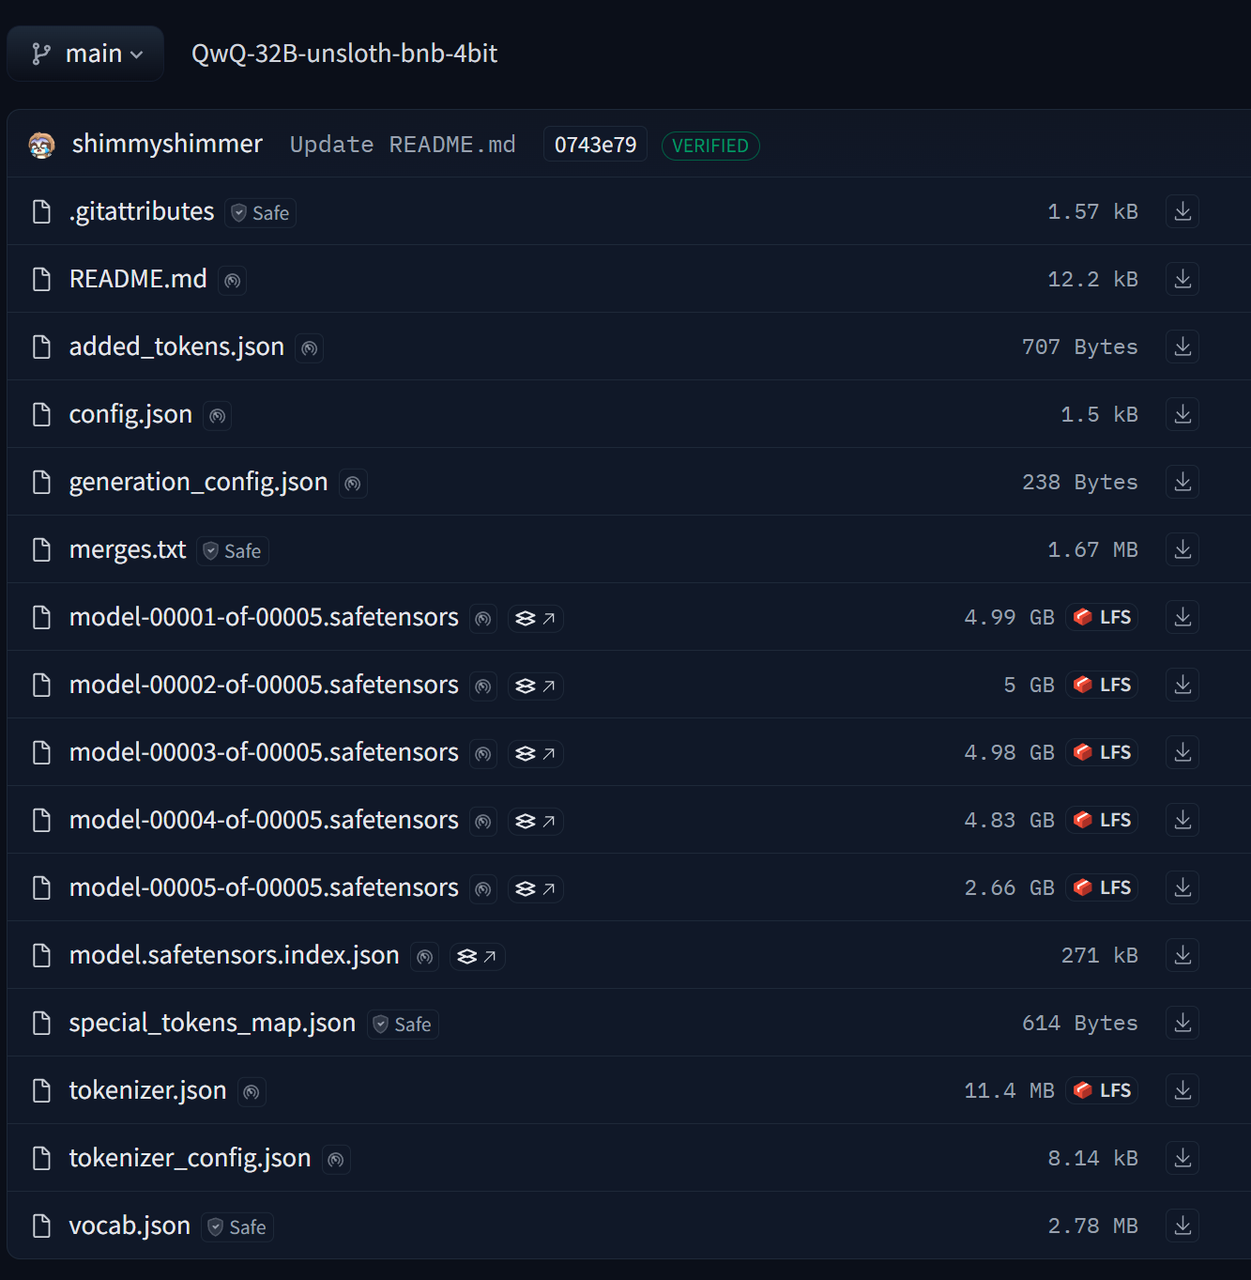 main QwQ-32B-unsloth-bnb-4bit
shimmyshimmer Update README.md 0743e79 VERIFIED
.gitattributes Safe 1.57 kB
README.md 12.2 kB
added_tokens.json 707 Bytes
config.json 1.5 kB
generation_config.json 238 Bytes
merges.txt Safe 1.67 MB
model-00001-of-00005.safetensors 4.99 GB LFS
model-00002-of-00005.safetensors 5 GB LFS
model-00003-of-00005.safetensors 4.98 GB LFS
model-00004-of-00005.safetensors 4.83 GB LFS
model-00005-of-00005.safetensors 2.66 GB LFS
model.safetensors.index.json 271 kB
special_tokens_map.json Safe 614 Bytes
tokenizer.json 11.4 MB LFS
tokenizer_config.json 8.14 kB
vocab.json Safe 2.78 MB